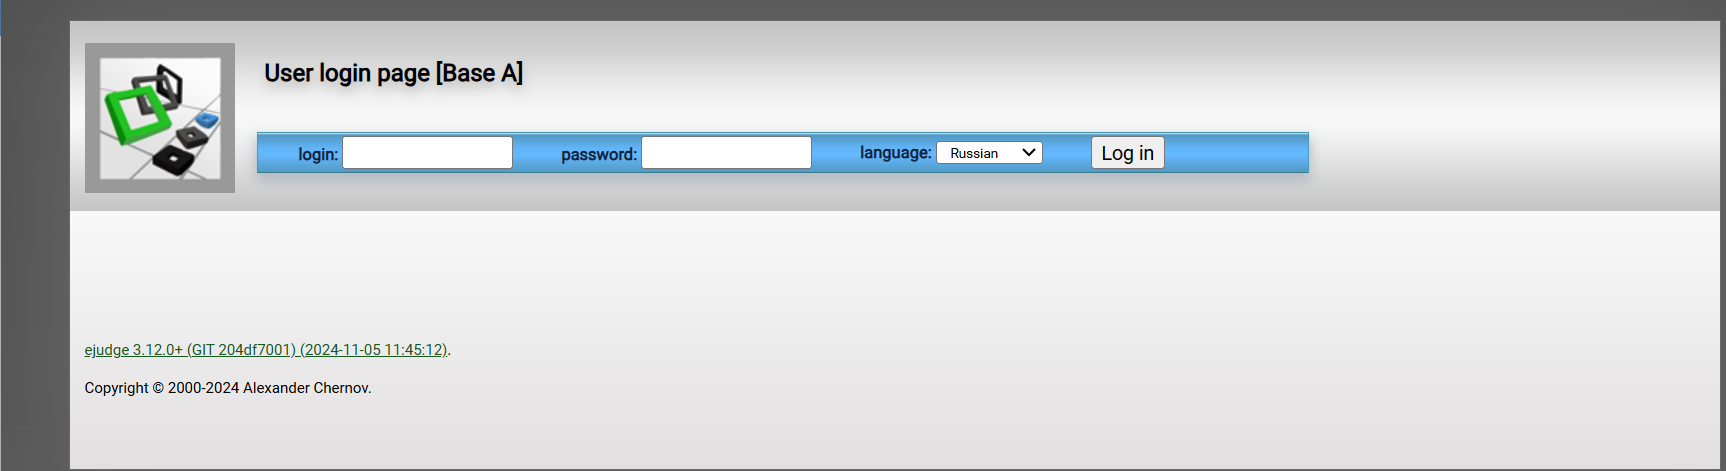 User login page [Base A]
login: password: language: Russian Log in
ejudge 3.12.0+ (GIT 204df7001) (2024-11-05 11:45:12).
Copyright © 2000-2024 Alexander Chernov.